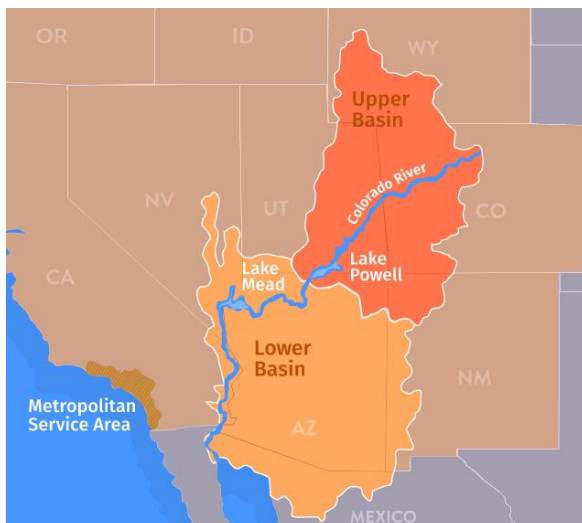 OR
ID
WY
Upper
Basin
Colorado River
NV
UT
CO
Lake
Powell
Lake
Mead
CA
Lower
Basin
NM
Metropolitan
Service Area
AZ
MEXICO